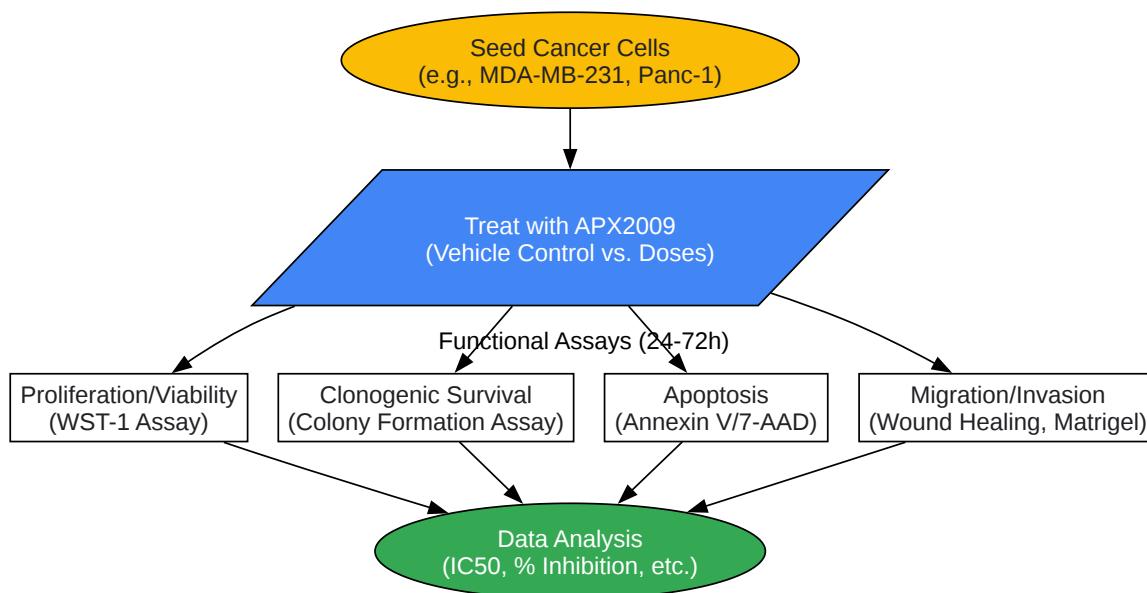 Seed Cancer Cells
(e.g., MDA-MB-231, Panc-1)
Treat with APX2009
(Vehicle Control vs. Doses)
Functional Assays (24-72h)
Proliferation/Viability
(WST-1 Assay)
Clonogenic Survival
(Colony Formation Assay)
Apoptosis
(Annexin V/7-AAD)
Migration/Invasion
(Wound Healing, Matrigel)
Data Analysis
(IC50, % Inhibition, etc.)